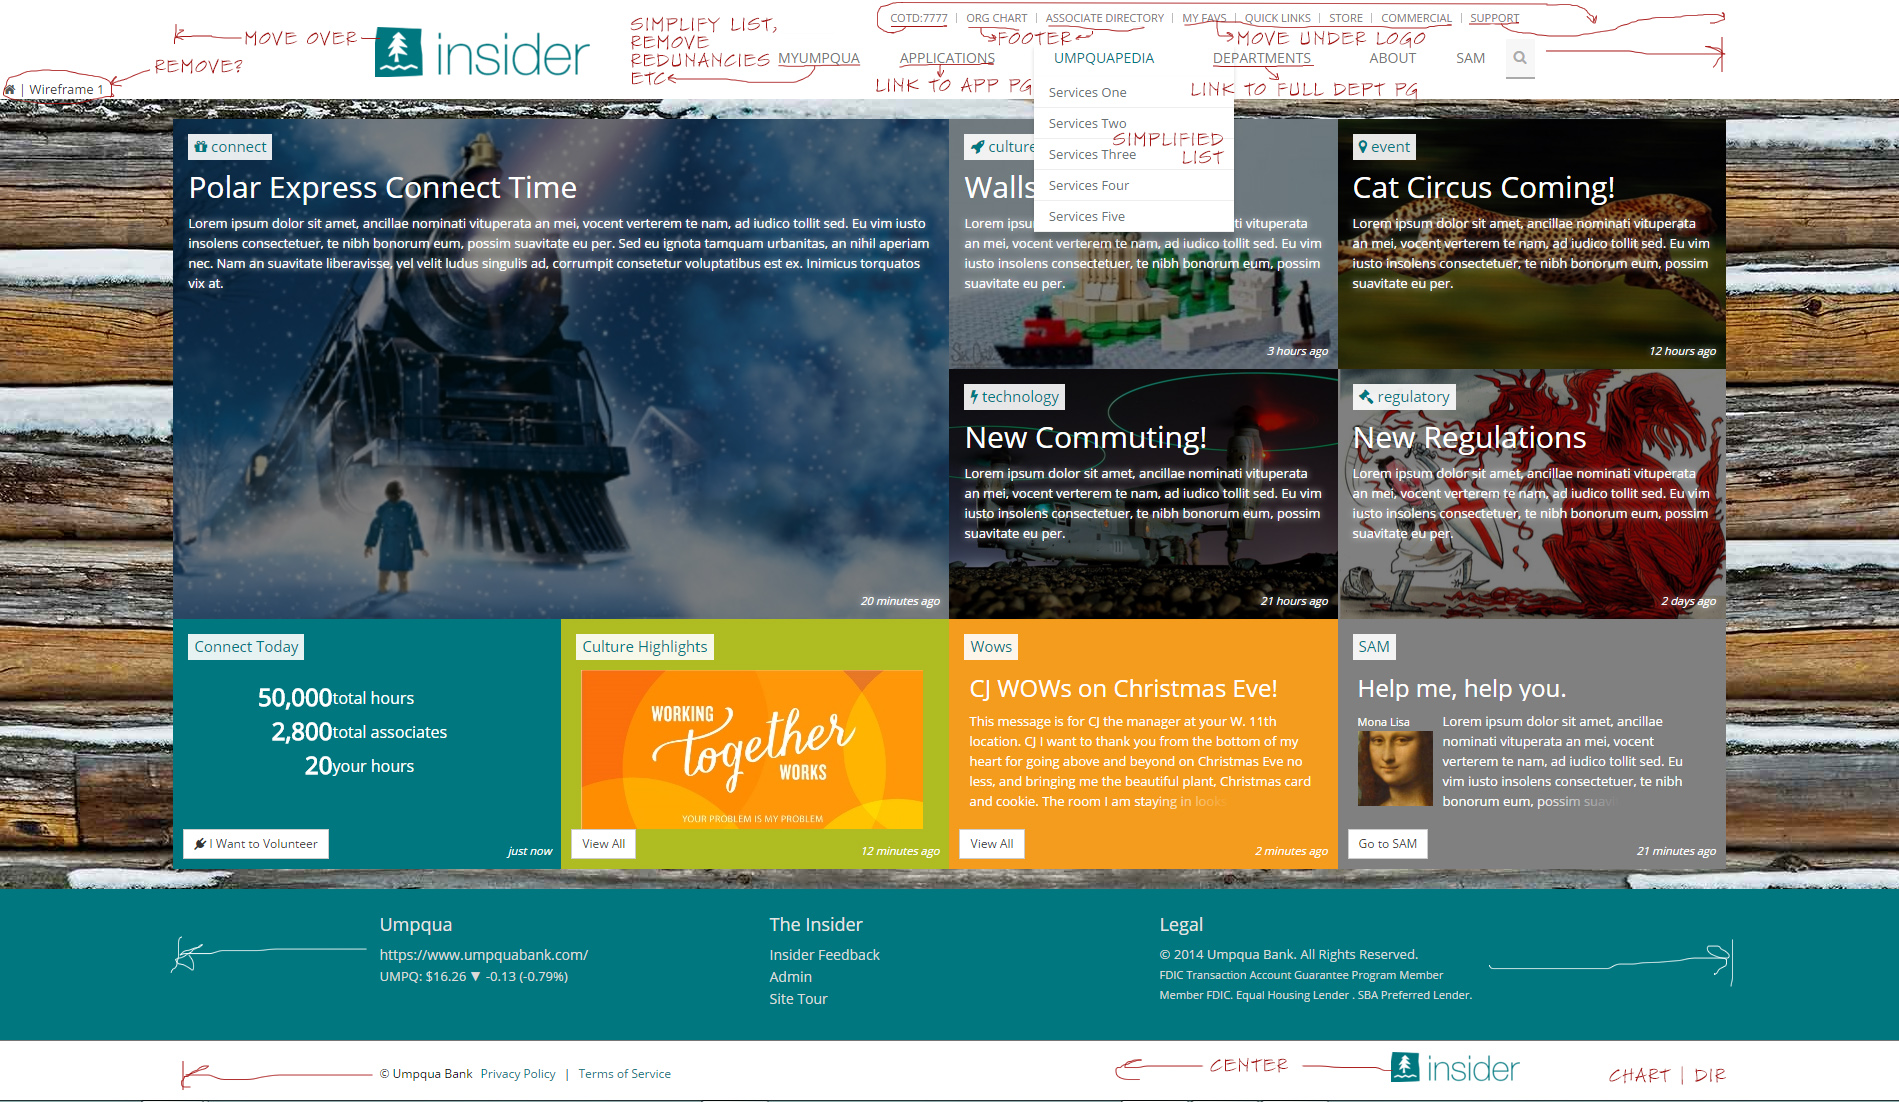 COTD:7777 | ORG CHART | ASSOCIATE DIRECTORY | MY FAVS | QUICK LINKS | STORE | COMMERCIAL | SUPPORT
MOVE OVER
insider
SIMPLIFY LIST,
REMOVE
REDUNANCIES
ETC
FOOTER
MOVE UNDER LOGO
MYUMPQUA
APPLICATIONS
UMPQUAPEDIA
DEPARTMENTS
ABOUT
SAM
REMOVE?
LINK TO APP PG
LINK TO FULL DEPT PG
| Wireframe 1
Services One
Services Two
Services Three
Services Four
Services Five
SIMPLIFIED
LIST
connect
Polar Express Connect Time
Lorem ipsum dolor sit amet, ancillae nominati vituperata an mei, vocent verterem te nam, ad iudico tollit sed. Eu vim iusto
insolens consectetuer, te nibh bonorum eum, possim suavitate eu per. Sed eu ignota tamquam urbanitas, an nihil aperiam
nec. Nam an suavitate liberavisse, vel velit ludus singulis ad, corrumpit consetetur voluptatibus est ex. Inimicus torquatos
vix at.
20 minutes ago
culture
Walls
Lorem ipsu
ti vituperata
an mei, vocent verterem te nam, ad iudico tollit sed. Eu vim
iusto insolens consectetuer, te nibh bonorum eum, possim
suavitate eu per.
3 hours ago
event
Cat Circus Coming!
Lorem ipsum dolor sit amet, ancillae nominati vituperata
an mei, vocent verterem te nam, ad iudico tollit sed. Eu vim
iusto insolens consectetuer, te nibh bonorum eum, possim
suavitate eu per.
12 hours ago
technology
New Commuting!
Lorem ipsum dolor sit amet, ancillae nominati vituperata
an mei, vocent verterem te nam, ad iudico tollit sed. Eu vim
iusto insolens consectetuer, te nibh bonorum eum, possim
suavitate eu per.
21 hours ago
regulatory
New Regulations
Lorem ipsum dolor sit amet, ancillae nominati vituperata
an mei, vocent verterem te nam, ad iudico tollit sed. Eu vim
iusto insolens consectetuer, te nibh bonorum eum, possim
suavitate eu per.
2 days ago
Connect Today
50,000 total hours
2,800 total associates
20 your hours
I Want to Volunteer
just now
Culture Highlights
WORKING
together
WORKS
YOUR PROBLEM IS MY PROBLEM
View All
12 minutes ago
Wows
CJ WOWs on Christmas Eve!
This message is for CJ the manager at your W. 11th
location. CJ I want to thank you from the bottom of my
heart for going above and beyond on Christmas Eve no
less, and bringing me the beautiful plant, Christmas card
and cookie. The room I am staying in looks
View All
2 minutes ago
SAM
Help me, help you.
Mona Lisa
Lorem ipsum dolor sit amet, ancillae
nominati vituperata an mei, vocent
verterem te nam, ad iudico tollit sed. Eu
vim iusto insolens consectetuer, te nibh
bonorum eum, possim suav
Go to SAM
21 minutes ago
Umpqua
https://www.umpquabank.com/
UMPQ: $16.26 ▼ -0.13 (-0.79%)
The Insider
Insider Feedback
Admin
Site Tour
Legal
© 2014 Umpqua Bank. All Rights Reserved.
FDIC Transaction Account Guarantee Program Member
Member FDIC. Equal Housing Lender . SBA Preferred Lender.
© Umpqua Bank Privacy Policy | Terms of Service
CENTER
insider
CHART | DIR